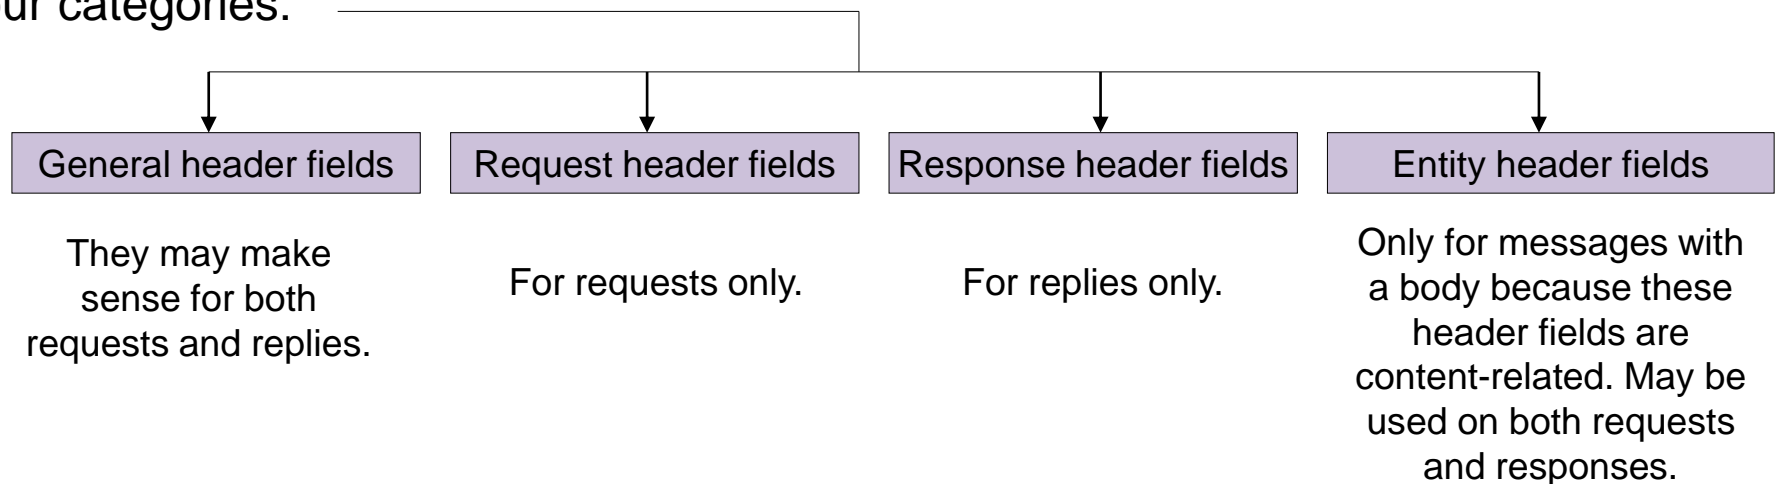 our categories.
General header fields
Request header fields
Response header fields
Entity header fields
They may make
sense for both
requests and replies.
For requests only.
For replies only.
Only for messages with
a body because these
header fields are
content-related. May be
used on both requests
and responses.